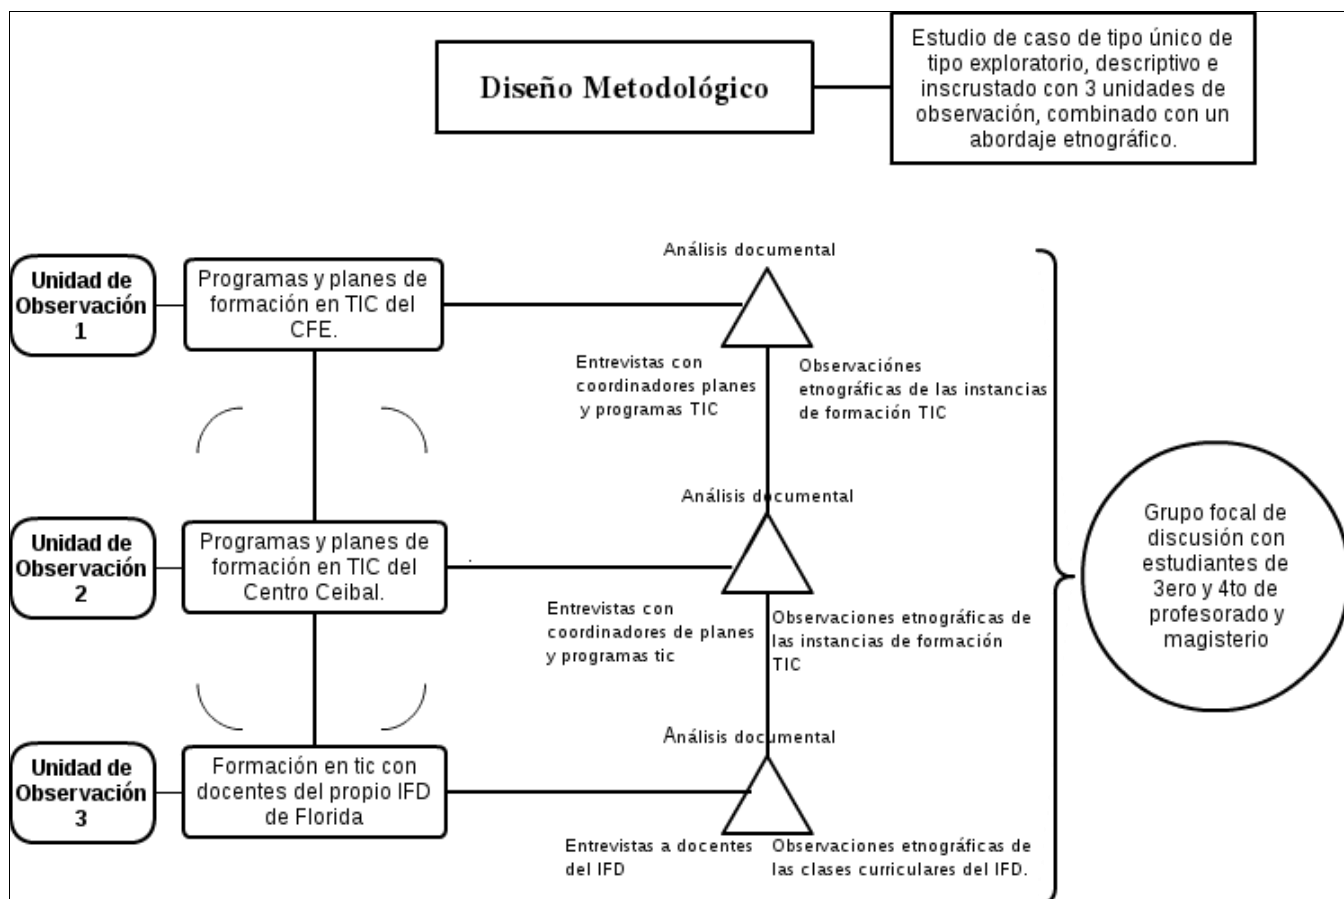 Diseño Metodológico
Estudio de caso de tipo único de
tipo exploratorio, descriptivo e
inscrustado con 3 unidades de
observación, combinado con un
abordaje etnográfico.
Unidad de
Observación
1
Programas y planes de
formación en TIC del
CFE.
Análisis documental
Entrevistas con
coordinadores planes
y programas TIC
Observaciónes
etnográficas de las instancias
de formación TIC
Unidad de
Observación
2
Programas y planes de
formación en TIC del
Centro Ceibal.
Análisis documental
Entrevistas con
coordinadores de planes
y programas tic
Observaciones etnográficas de
las instancias de formación
TIC
Unidad de
Observación
3
Formación en tic con
docentes del propio IFD
de Florida
Análisis documental
Entrevistas a docentes
del IFD
Observaciones etnográficas de
las clases curriculares del IFD.
Grupo focal de
discusión con
estudiantes de
3ero y 4to de
profesorado y
magisterio